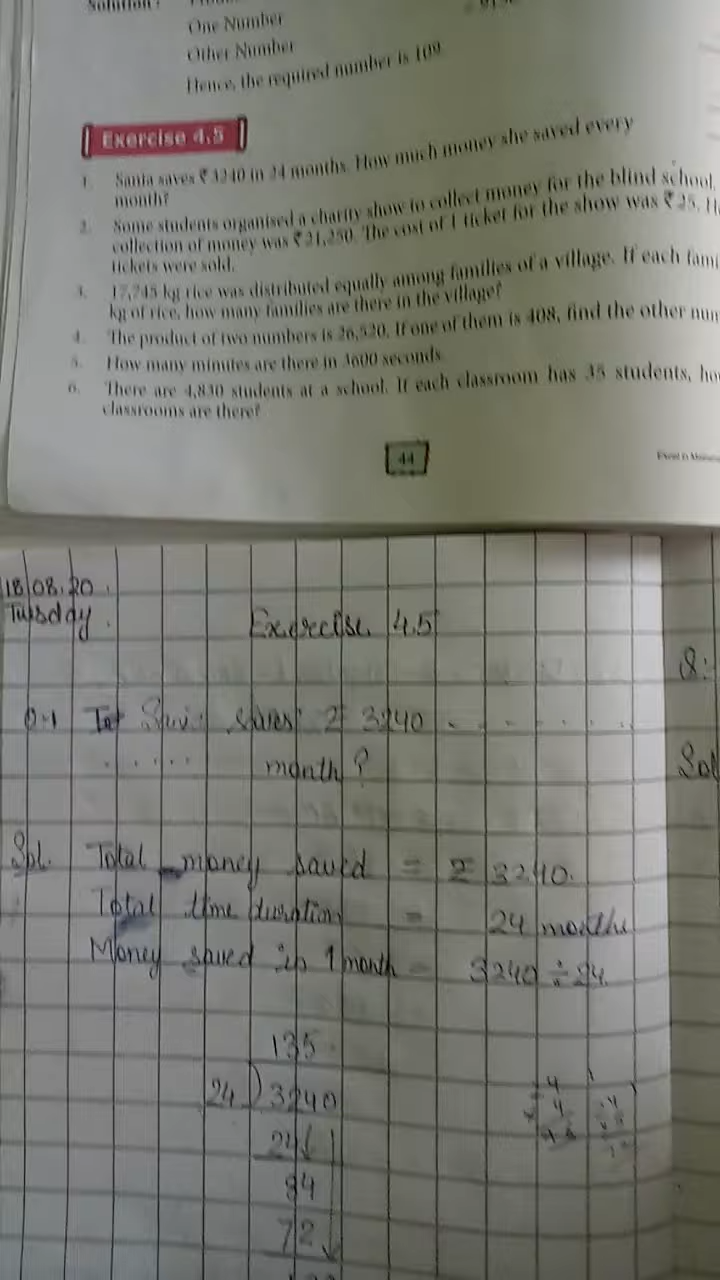 Solution :
One Number
Other Number
Hence, the required number is 109
Exercise 4.5
1. Sania saves ₹ 3240 in 24 months. How much money she saved every
month?
2. Some students organised a charity show to collect money for the blind school.
collection of money was ₹ 21,250. The cost of 1 ticket for the show was ₹ 25.
tickets were sold.
3. 17,745 kg rice was distributed equally among families of a village. If each fami
kg of rice, how many families are there in the village?
4. The product of two numbers is 26,520. If one of them is 408, find the other num
5. How many minutes are there in 3600 seconds.
6. There are 4,830 students at a school. If each classroom has 35 students, ho
classrooms are there?
44
18/08.20.
Tuesday.
Exercise 4.5
Q.1 saves ₹ 3240 . . . . .
. . . . . month?
Sol. Total money saved = ₹ 3240.
Total time duration = 24 months
Money saved in 1 month = 3240 ÷ 24
135
24 ) 3240
24↓
84
72↓